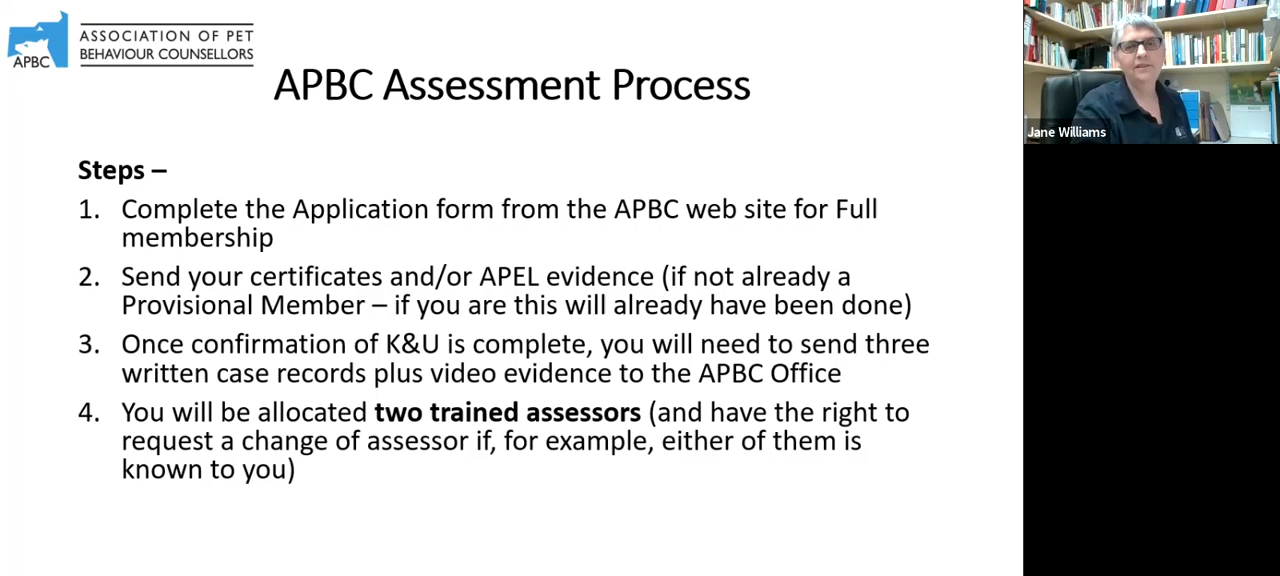 ASSOCIATION OF PET
BEHAVIOUR COUNSELLORS
APBC
APBC Assessment Process
Jane Williams
Steps –
1. Complete the Application form from the APBC web site for Full
membership
2. Send your certificates and/or APEL evidence (if not already a
Provisional Member – if you are this will already have been done)
3. Once confirmation of K&U is complete, you will need to send three
written case records plus video evidence to the APBC Office
4. You will be allocated two trained assessors (and have the right to
request a change of assessor if, for example, either of them is
known to you)